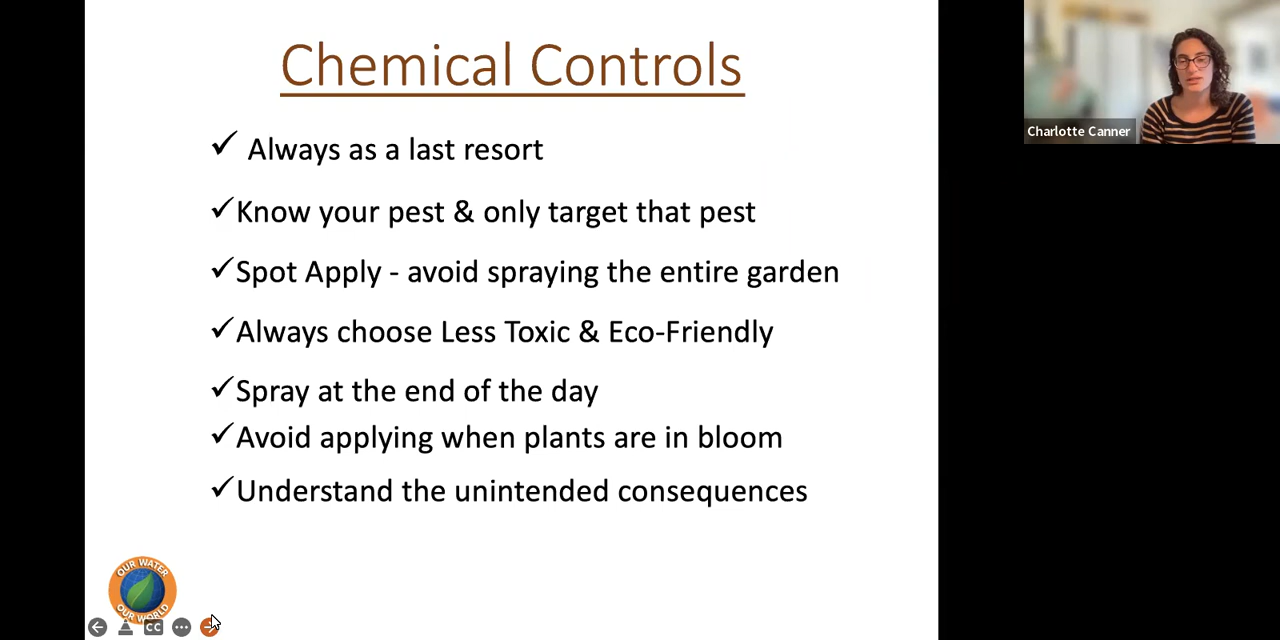 Chemical Controls
✓ Always as a last resort
✓Know your pest & only target that pest
✓Spot Apply - avoid spraying the entire garden
✓Always choose Less Toxic & Eco-Friendly
✓Spray at the end of the day
✓Avoid applying when plants are in bloom
✓Understand the unintended consequences
OUR WATER
OUR WORLD
CC
Charlotte Canner